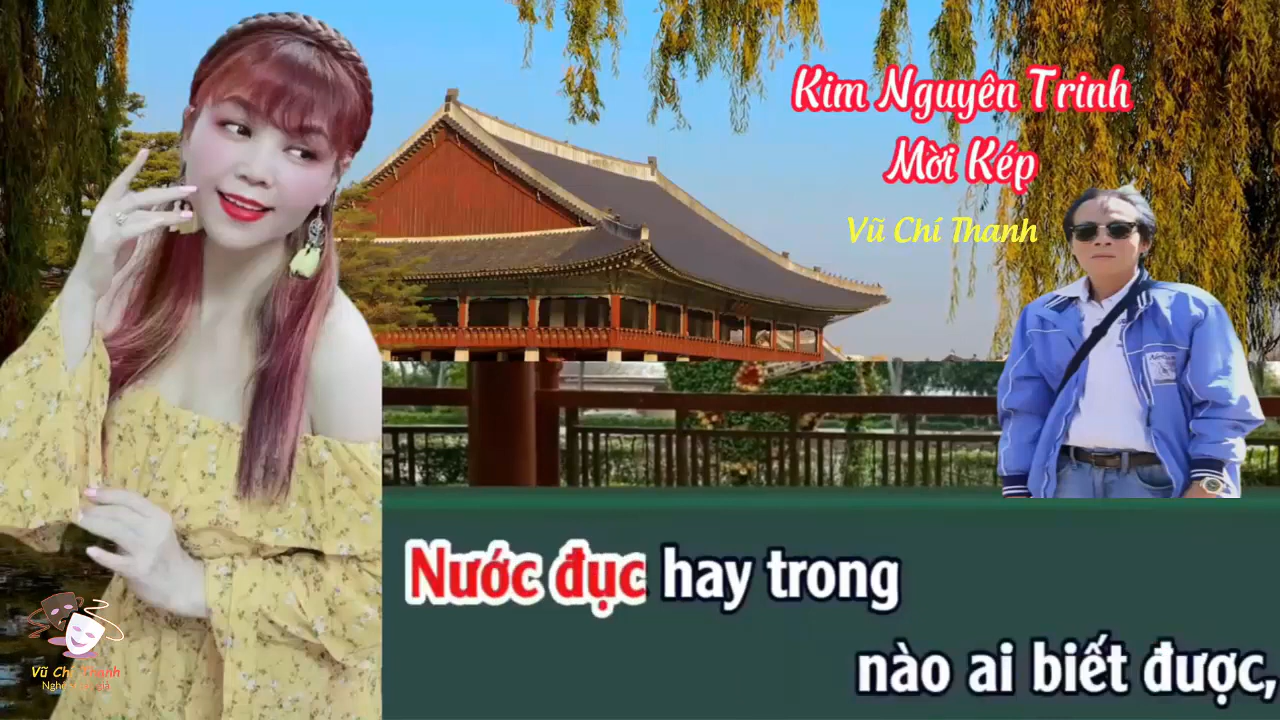 Kim Nguyên Trinh
Mời Kép
Vũ Chí Thanh
Nước đục hay trong
nào ai biết được,
Vũ Chí Thanh